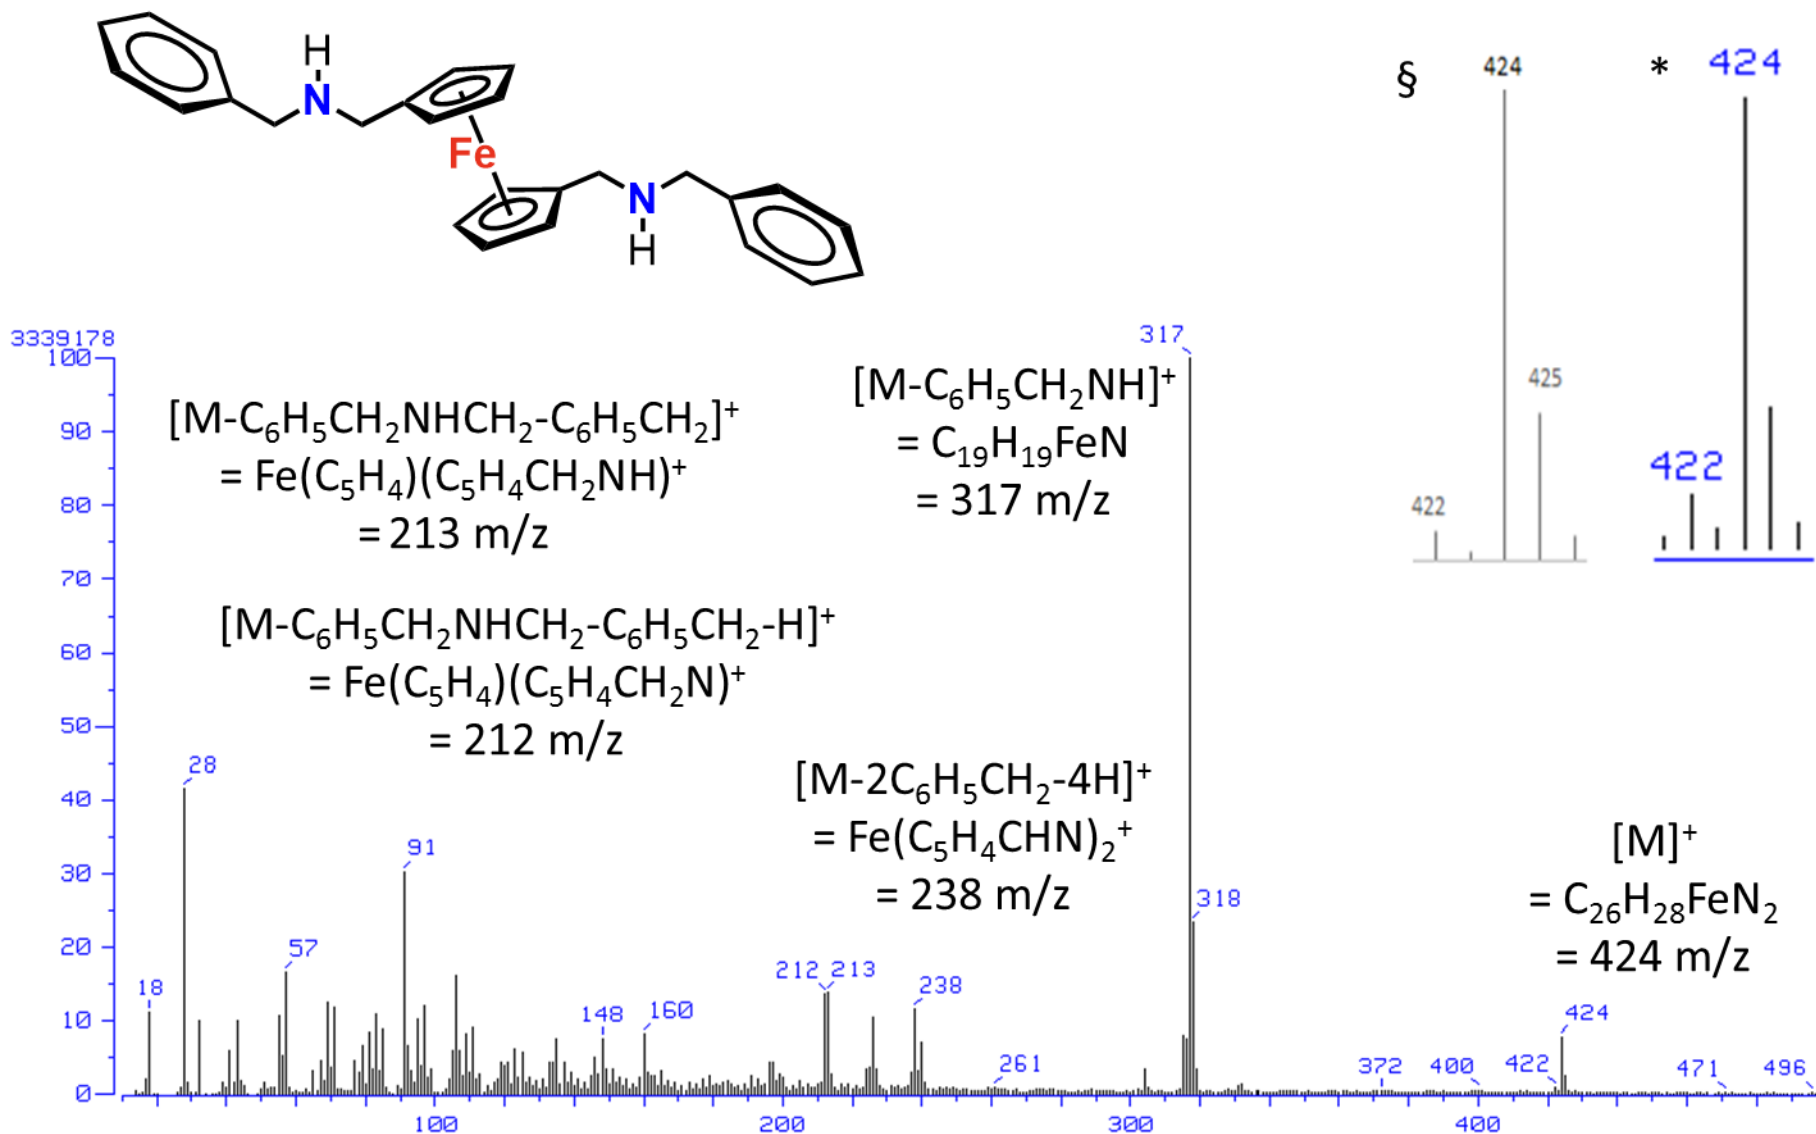 H
N
Fe
N
H
§
424
425
422
*
424
422
3339178
100
90
80
70
60
50
40
30
20
10
0
[M-C₆H₅CH₂NHCH₂-C₆H₅CH₂]⁺
= Fe(C₅H₄)(C₅H₄CH₂NH)⁺
= 213 m/z
[M-C₆H₅CH₂NH]⁺
= C₁₉H₁₉FeN
= 317 m/z
[M-C₆H₅CH₂NHCH₂-C₆H₅CH₂-H]⁺
= Fe(C₅H₄)(C₅H₄CH₂N)⁺
= 212 m/z
[M-2C₆H₅CH₂-4H]⁺
= Fe(C₅H₄CHN)₂⁺
= 238 m/z
[M]⁺
= C₂₆H₂₈FeN₂
= 424 m/z
18
28
57
91
148
160
212
213
238
261
317
318
372
400
422
424
471
496
100
200
300
400